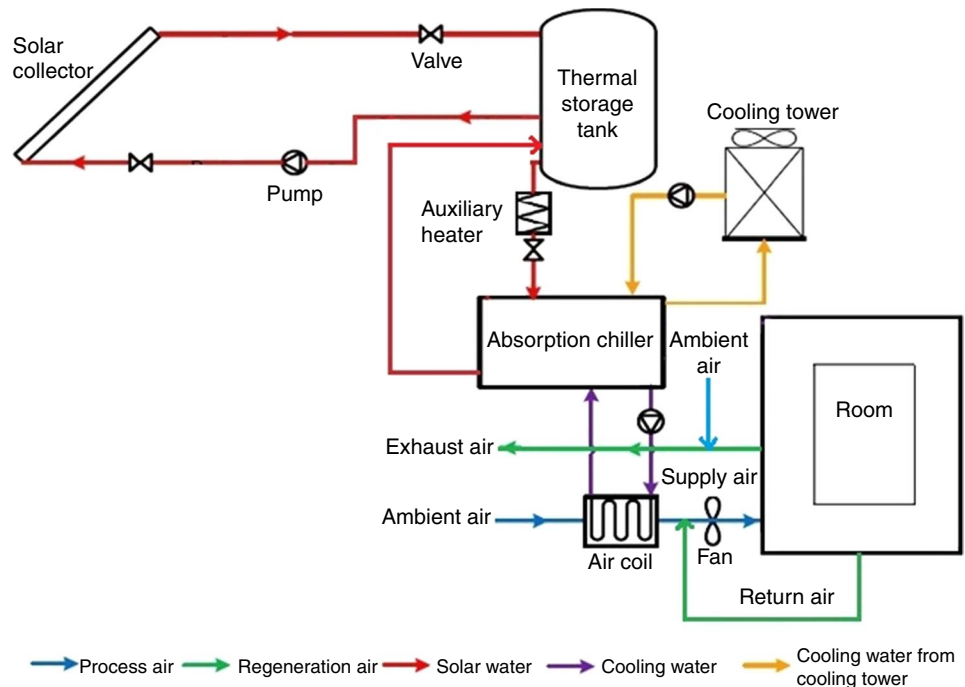 Solar
collector
Valve
Thermal
storage
tank
Cooling tower
Pump
Auxiliary
heater
Absorption chiller
Ambient
air
Room
Exhaust air
Supply air
Ambient air
Air coil
Fan
Return air
Process air
Regeneration air
Solar water
Cooling water
Cooling water from
cooling tower